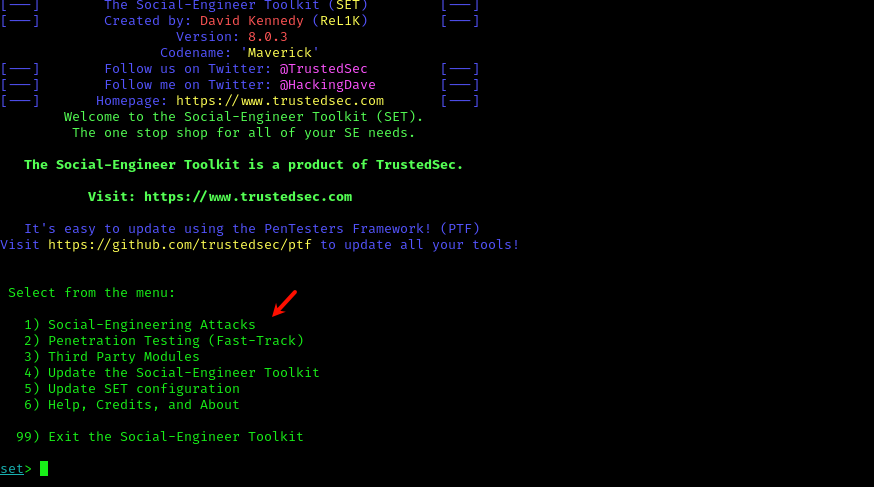 [---]        The Social-Engineer Toolkit (SET)         [---]
[---]        Created by: David Kennedy (ReL1K)         [---]
                      Version: 8.0.3
                    Codename: 'Maverick'
[---]        Follow us on Twitter: @TrustedSec         [---]
[---]        Follow me on Twitter: @HackingDave        [---]
[---]       Homepage: https://www.trustedsec.com       [---]
        Welcome to the Social-Engineer Toolkit (SET).
         The one stop shop for all of your SE needs.
   The Social-Engineer Toolkit is a product of TrustedSec.
           Visit: https://www.trustedsec.com
   It's easy to update using the PenTesters Framework! (PTF)
Visit https://github.com/trustedsec/ptf to update all your tools!
 Select from the menu:
   1) Social-Engineering Attacks
   2) Penetration Testing (Fast-Track)
   3) Third Party Modules
   4) Update the Social-Engineer Toolkit
   5) Update SET configuration
   6) Help, Credits, and About
  99) Exit the Social-Engineer Toolkit
set>